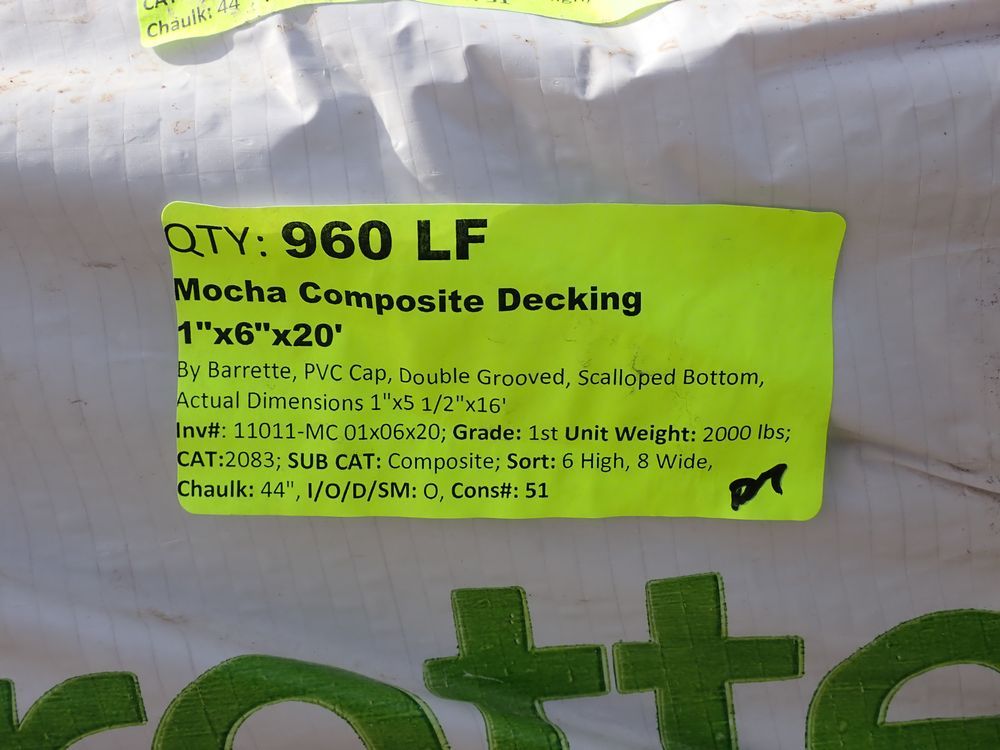 Chaulk: 44
QTY: 960 LF
Mocha Composite Decking
1"x6"x20'
By Barrette, PVC Cap, Double Grooved, Scalloped Bottom,
Actual Dimensions 1"x5 1/2"x16'
Inv#: 11011-MC 01x06x20; Grade: 1st Unit Weight: 2000 lbs;
CAT:2083; SUB CAT: Composite; Sort: 6 High, 8 Wide,
Chaulk: 44", I/O/D/SM: O, Cons#: 51
rette